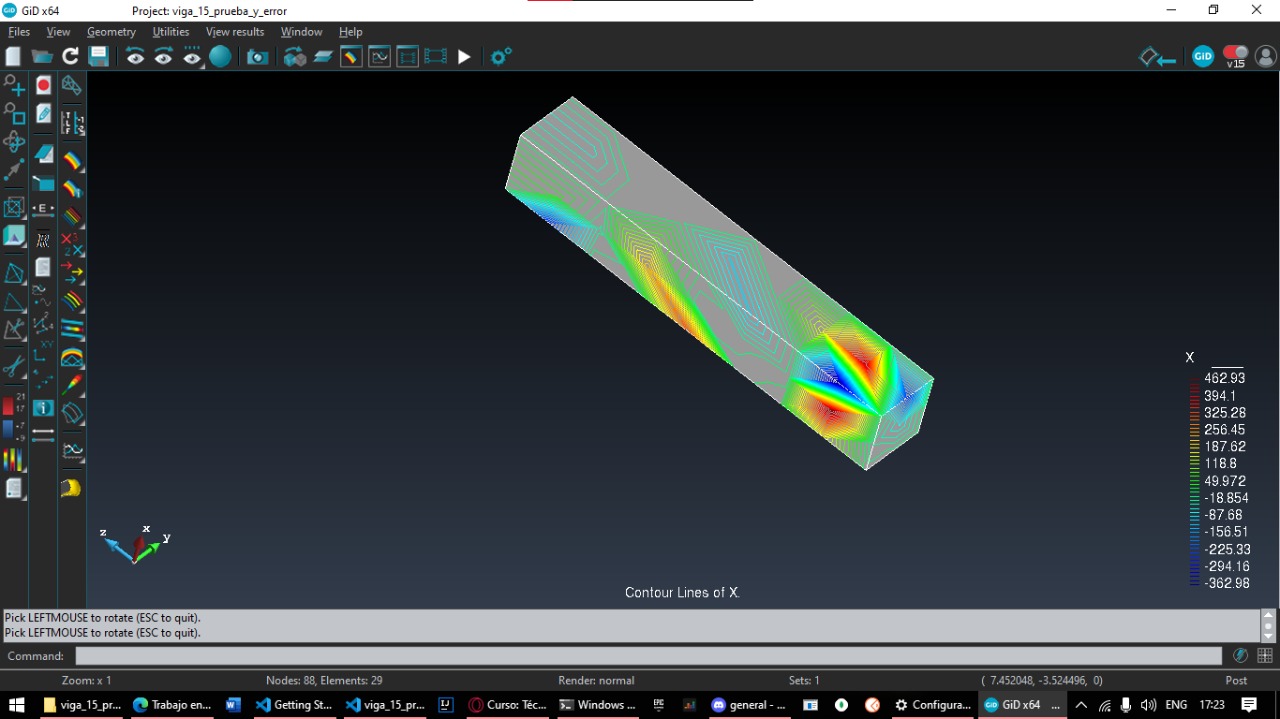 GiD x64 Project: viga_15_prueba_y_error
Files View Geometry Utilities View results Window Help
GiD
v15
X
462.93
394.1
325.28
256.45
187.62
118.8
49.972
-18.854
-87.68
-156.51
-225.33
-294.16
-362.98
z x y
Contour Lines of X.
Pick LEFTMOUSE to rotate (ESC to quit).
Pick LEFTMOUSE to rotate (ESC to quit).
Command:
Zoom: x 1 Nodes: 88, Elements: 29 Render: normal Sets: 1 ( 7.452048, -3.524496, 0) Post
viga_15_pr... Trabajo en... Getting St... viga_15_pr... Curso: Téc... Windows ... general - ... Configura... GiD x64 ... ENG 17:23